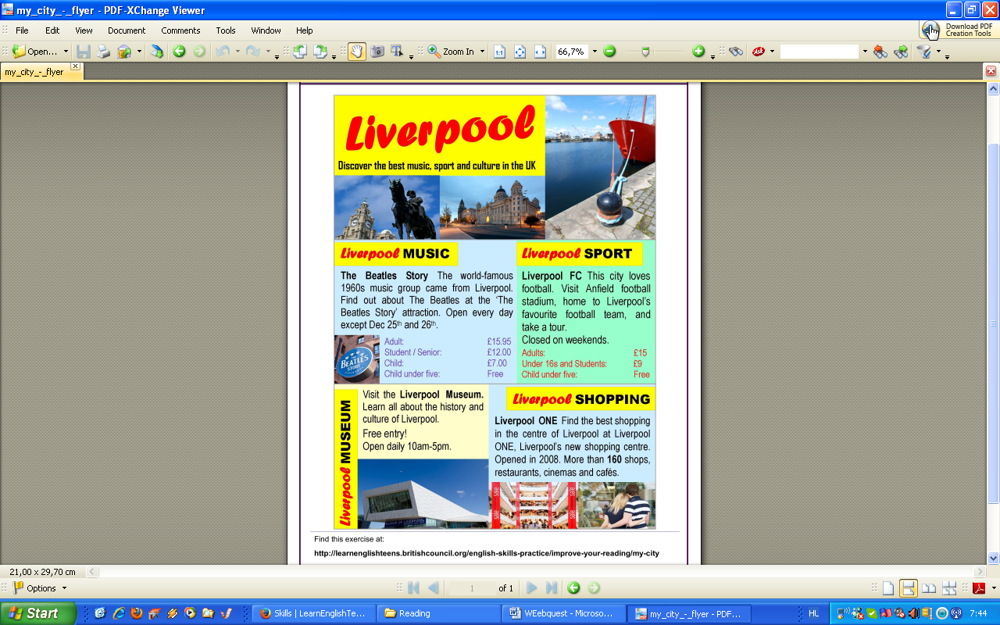 my_city_-_flyer - PDF-XChange Viewer
File Edit View Document Comments Tools Window Help
Download PDF
Creation Tools
Open...
Zoom In
66,7%
my_city_-_flyer
Liverpool
Discover the best music, sport and culture in the UK
Liverpool MUSIC
The Beatles Story The world-famous
1960s music group came from Liverpool.
Find out about The Beatles at the ‘The
Beatles Story’ attraction. Open every day
except Dec 25th and 26th.
THE
BEATLES
STORY
Adult: £15.95
Student / Senior: £12.00
Child: £7.00
Child under five: Free
Liverpool SPORT
Liverpool FC This city loves
football. Visit Anfield football
stadium, home to Liverpool’s
favourite football team, and
take a tour.
Closed on weekends.
Adults: £15
Under 16s and Students: £9
Child under five: Free
Liverpool MUSEUM
Visit the Liverpool Museum.
Learn all about the history and
culture of Liverpool.
Free entry!
Open daily 10am-5pm.
Liverpool SHOPPING
Liverpool ONE Find the best shopping
in the centre of Liverpool at Liverpool
ONE, Liverpool’s new shopping centre.
Opened in 2008. More than 160 shops,
restaurants, cinemas and cafés.
sale sale
sale sale
Find this exercise at:
http://learnenglishteens.britishcouncil.org/english-skills-practice/improve-your-reading/my-city
21,00 x 29,70 cm
Options
1 of 1
Start
Skills | LearnEnglishTe...
Reading
WEebquest - Microso...
my_city_-_flyer - PDF...
HL
7:44